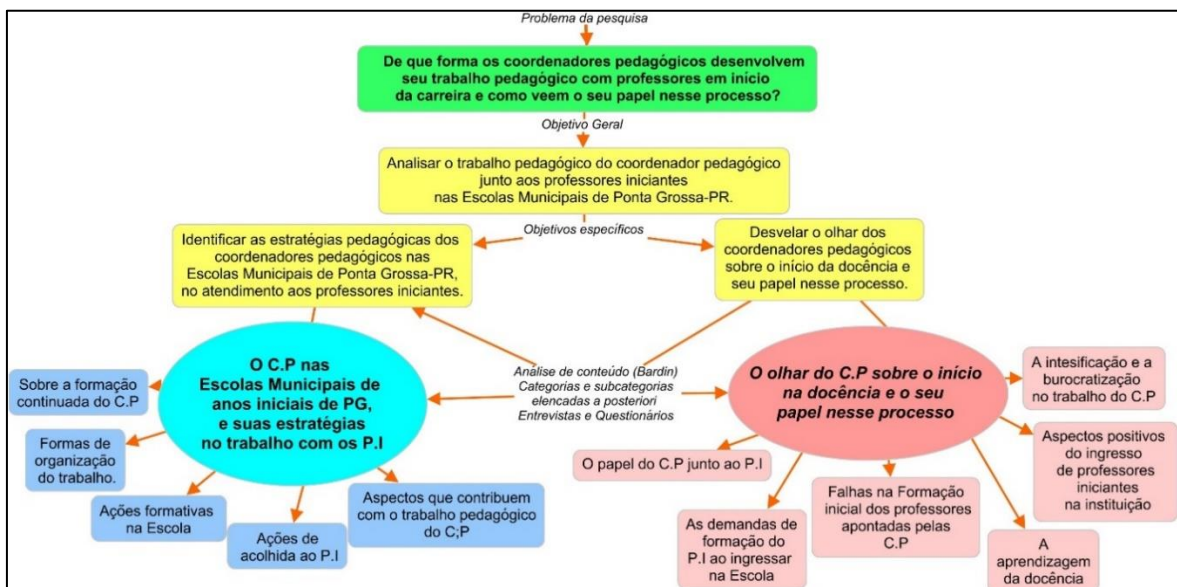 Problema da pesquisa
De que forma os coordenadores pedagógicos desenvolvem
seu trabalho pedagógico com professores em início
da carreira e como veem o seu papel nesse processo?
Objetivo Geral
Analisar o trabalho pedagógico do coordenador pedagógico
junto aos professores iniciantes
nas Escolas Municipais de Ponta Grossa-PR.
Objetivos específicos
Identificar as estratégias pedagógicas dos
coordenadores pedagógicos nas
Escolas Municipais de Ponta Grossa-PR,
no atendimento aos professores iniciantes.
Desvelar o olhar dos
coordenadores pedagógicos
sobre o início da docência e
seu papel nesse processo.
O C.P nas
Escolas Municipais de
anos iniciais de PG,
e suas estratégias
no trabalho com os P.I
Análise de conteúdo (Bardin)
Categorias e subcategorias
elencadas a posteriori
Entrevistas e Questionários
O olhar do C.P sobre o início
na docência e o seu
papel nesse processo
Sobre a formação
continuada do C.P
Formas de
organização
do trabalho.
Ações formativas
na Escola
Ações de
acolhida ao P.I
Aspectos que contribuem
com o trabalho pedagógico
do C;P
O papel do C.P junto ao P.I
As demandas de
formação do
P.I ao ingressar
na Escola
Falhas na Formação
inicial dos professores
apontadas pelas
C.P
A
aprendizagem
da docência
Aspectos positivos
do ingresso
de professores
iniciantes
na instituição
A intesificação e a
burocratização
no trabalho do C.P